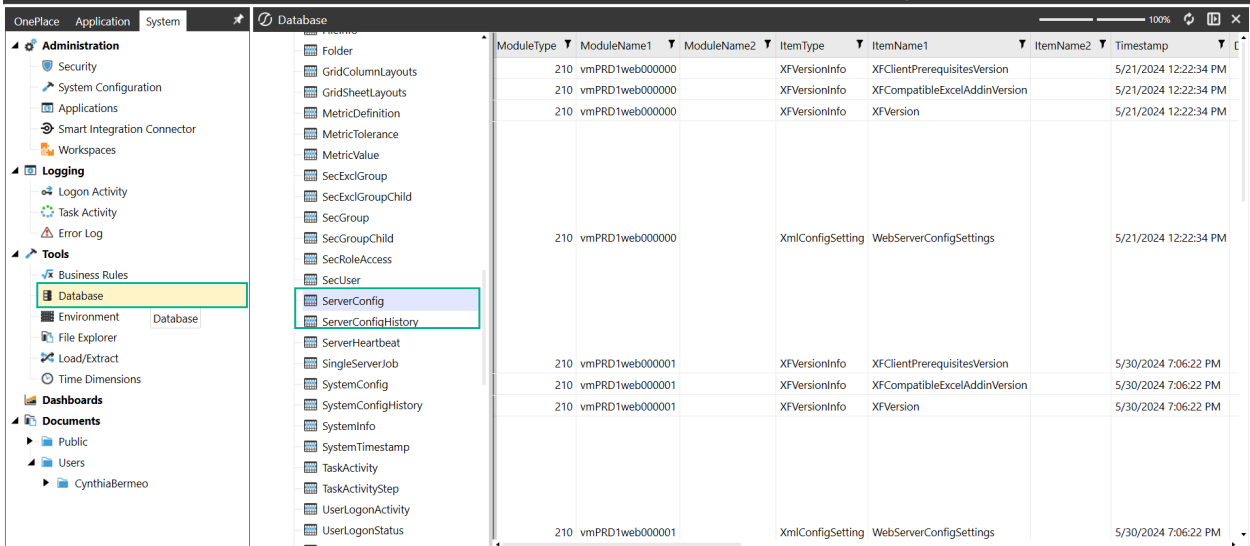 OnePlace Application System
Database
100%
Administration
Security
System Configuration
Applications
Smart Integration Connector
Workspaces
Logging
Logon Activity
Task Activity
Error Log
Tools
Business Rules
Database
Environment
Database
File Explorer
Load/Extract
Time Dimensions
Dashboards
Documents
Public
Users
CynthiaBermeo
Folder
GridColumnLayouts
GridSheetLayouts
MetricDefinition
MetricTolerance
MetricValue
SecExclGroup
SecExclGroupChild
SecGroup
SecGroupChild
SecRoleAccess
SecUser
ServerConfig
ServerConfigHistory
ServerHeartbeat
SingleServerJob
SystemConfig
SystemConfigHistory
SystemInfo
SystemTimestamp
TaskActivity
TaskActivityStep
UserLogonActivity
UserLogonStatus
ModuleType ModuleName1 ModuleName2 ItemType ItemName1 ItemName2 Timestamp
210 vmPRD1web000000 XFVersionInfo XFClientPrerequisitesVersion 5/21/2024 12:22:34 PM
210 vmPRD1web000000 XFVersionInfo XFCompatibleExcelAddinVersion 5/21/2024 12:22:34 PM
210 vmPRD1web000000 XFVersionInfo XFVersion 5/21/2024 12:22:34 PM
210 vmPRD1web000000 XmlConfigSetting WebServerConfigSettings 5/21/2024 12:22:34 PM
210 vmPRD1web000001 XFVersionInfo XFClientPrerequisitesVersion 5/30/2024 7:06:22 PM
210 vmPRD1web000001 XFVersionInfo XFCompatibleExcelAddinVersion 5/30/2024 7:06:22 PM
210 vmPRD1web000001 XFVersionInfo XFVersion 5/30/2024 7:06:22 PM
210 vmPRD1web000001 XmlConfigSetting WebServerConfigSettings 5/30/2024 7:06:22 PM